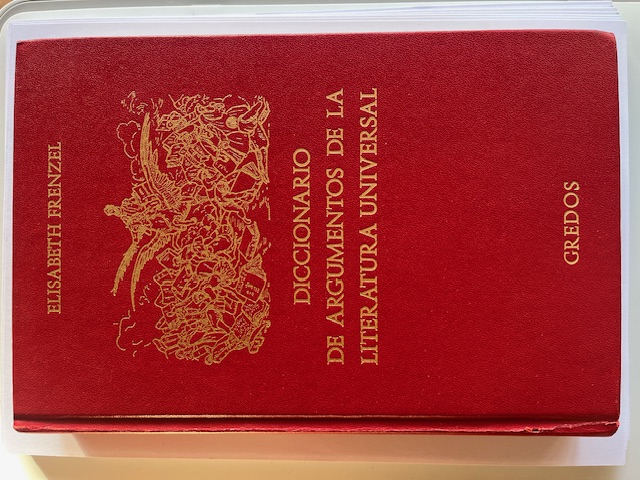 ELISABETH FRENZEL
DICCIONARIO
DE ARGUMENTOS DE LA
LITERATURA UNIVERSAL
GREDOS